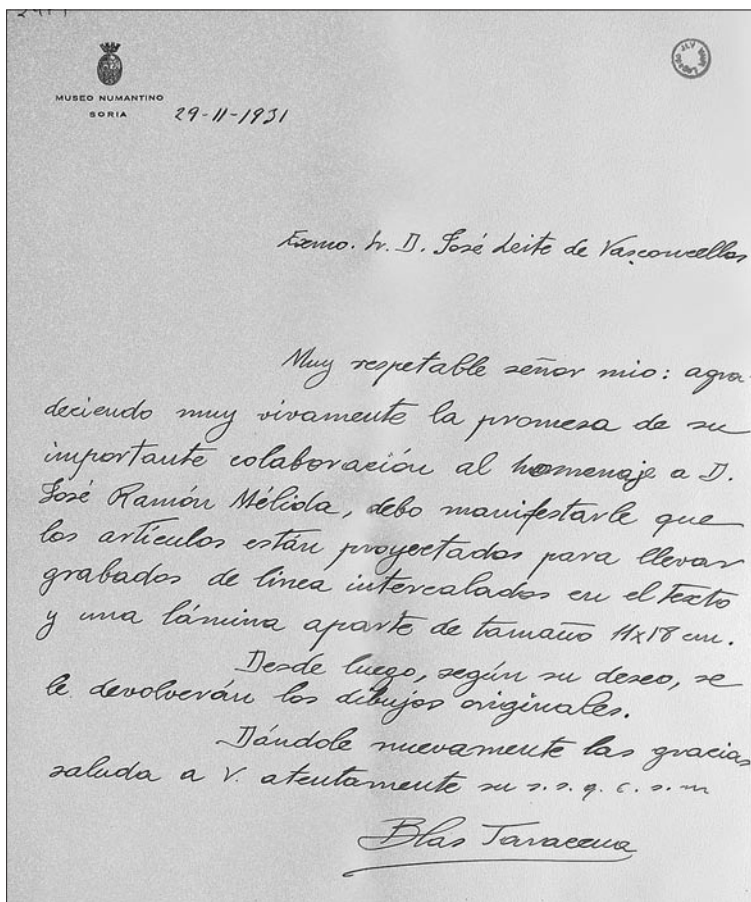 MUSEO NUMANTINO
SORIA
29-11-1931
Exmo. Sr. D. José Leite de Vasconcellos
Muy respetable señor mio: agra-
deciendo muy vivamente la promesa de su
importante colaboración al homenaje a D.
José Ramón Mélida, debo manifestarle que
los artículos están proyectados para llevar
grabados de linea intercalados en el texto
y una lámina aparte de tamaño 11x18 cm.
Desde luego, según su deseo, se
le devolverán los dibujos originales.
Dándole nuevamente las gracias
saluda a V. atentamente su s. s. q. e. s. m
Blas Taracena